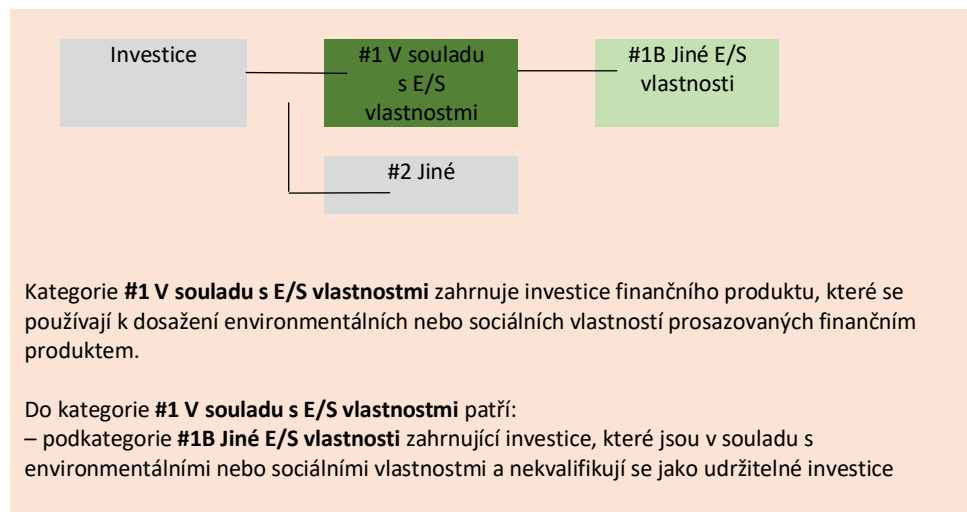 Investice
#1 V souladu
s E/S
vlastnostmi
#1B Jiné E/S
vlastnosti
#2 Jiné
Kategorie #1 V souladu s E/S vlastnostmi zahrnuje investice finančního produktu, které se
používají k dosažení environmentálních nebo sociálních vlastností prosazovaných finančním
produktem.
Do kategorie #1 V souladu s E/S vlastnostmi patří:
– podkategorie #1B Jiné E/S vlastnosti zahrnující investice, které jsou v souladu s
environmentálními nebo sociálními vlastnostmi a nekvalifikují se jako udržitelné investice